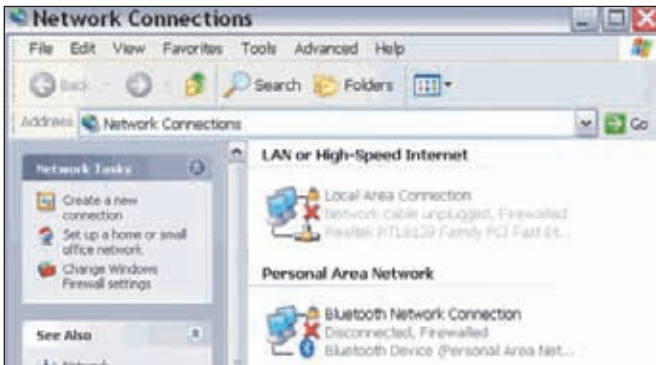 Network Connections
File Edit View Favorites Tools Advanced Help
Back Search Folders
Address Network Connections Go
Network Tasks
Create a new
connection
Set up a home or small
office network
Change Windows
Firewall settings
See Also
LAN or High-Speed Internet
Local Area Connection
Network cable unplugged, Firewalled
Family PCI Fast Et...
Personal Area Network
Bluetooth Network Connection
Disconnected, Firewalled
Bluetooth Device (Personal Area Net...